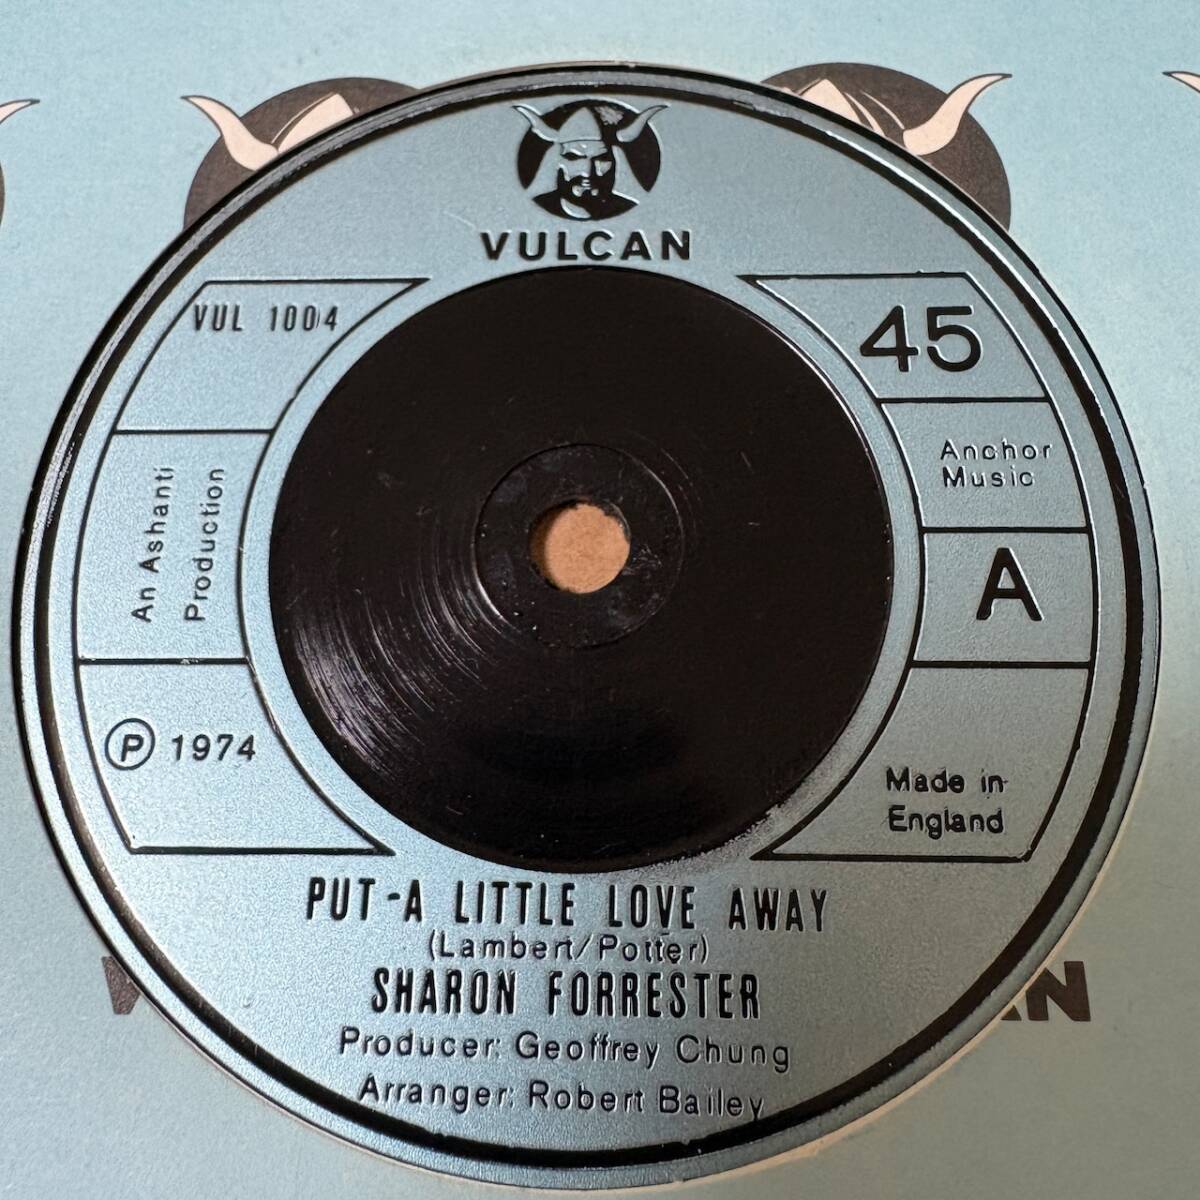 VULCAN
VUL 1004
45
Anchor
Music
An Ashanti
Production
A
℗ 1974
Made in
England
PUT-A LITTLE LOVE AWAY
(Lambert/Potter)
SHARON FORRESTER
Producer: Geoffrey Chung
Arranger: Robert Bailey